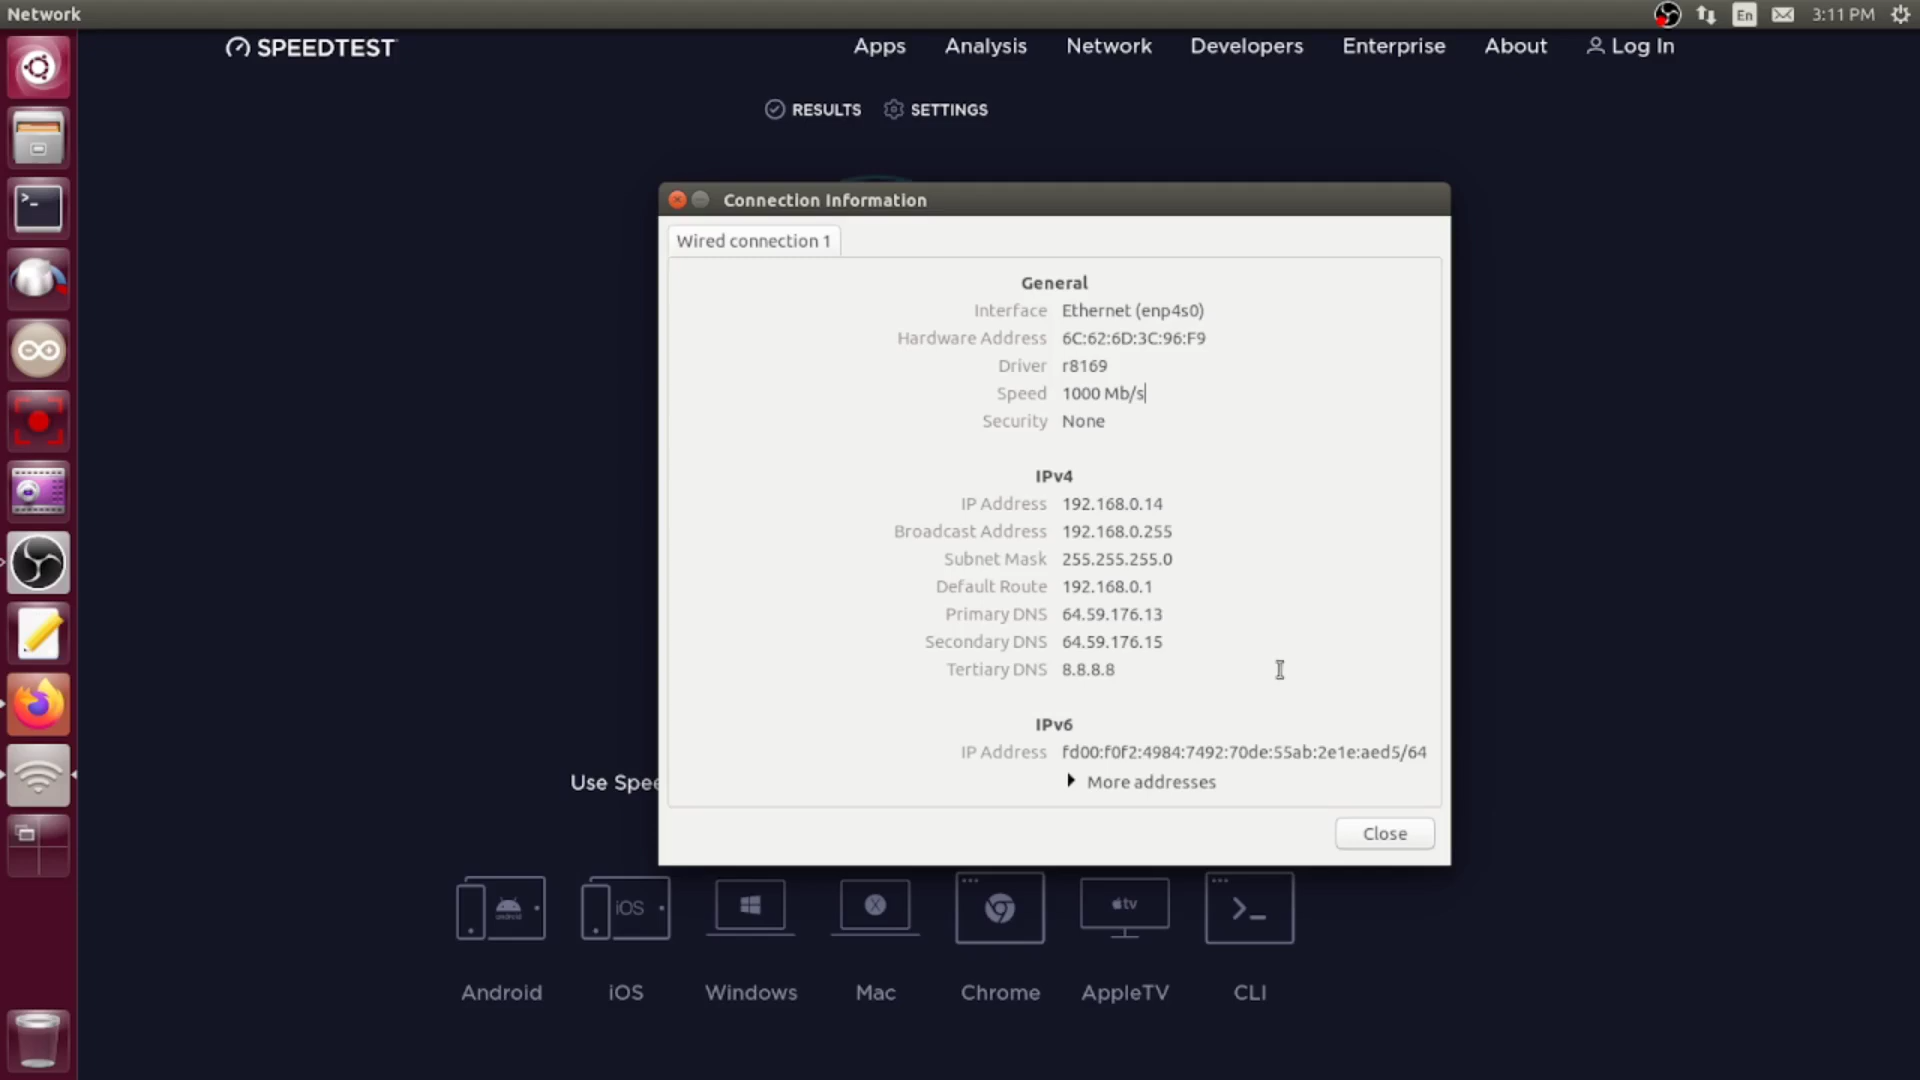 Network
En
3:11 PM
SPEEDTEST
Apps
Analysis
Network
Developers
Enterprise
About
Log In
RESULTS
SETTINGS
Connection Information
Wired connection 1
General
Interface Ethernet (enp4s0)
Hardware Address 6C:62:6D:3C:96:F9
Driver r8169
Speed 1000 Mb/s
Security None
IPv4
IP Address 192.168.0.14
Broadcast Address 192.168.0.255
Subnet Mask 255.255.255.0
Default Route 192.168.0.1
Primary DNS 64.59.176.13
Secondary DNS 64.59.176.15
Tertiary DNS 8.8.8.8
IPv6
IP Address fd00:f0f2:4984:7492:70de:55ab:2e1e:aed5/64
More addresses
Use Spee
Close
android
iOS
tv
Android
iOS
Windows
Mac
Chrome
AppleTV
CLI